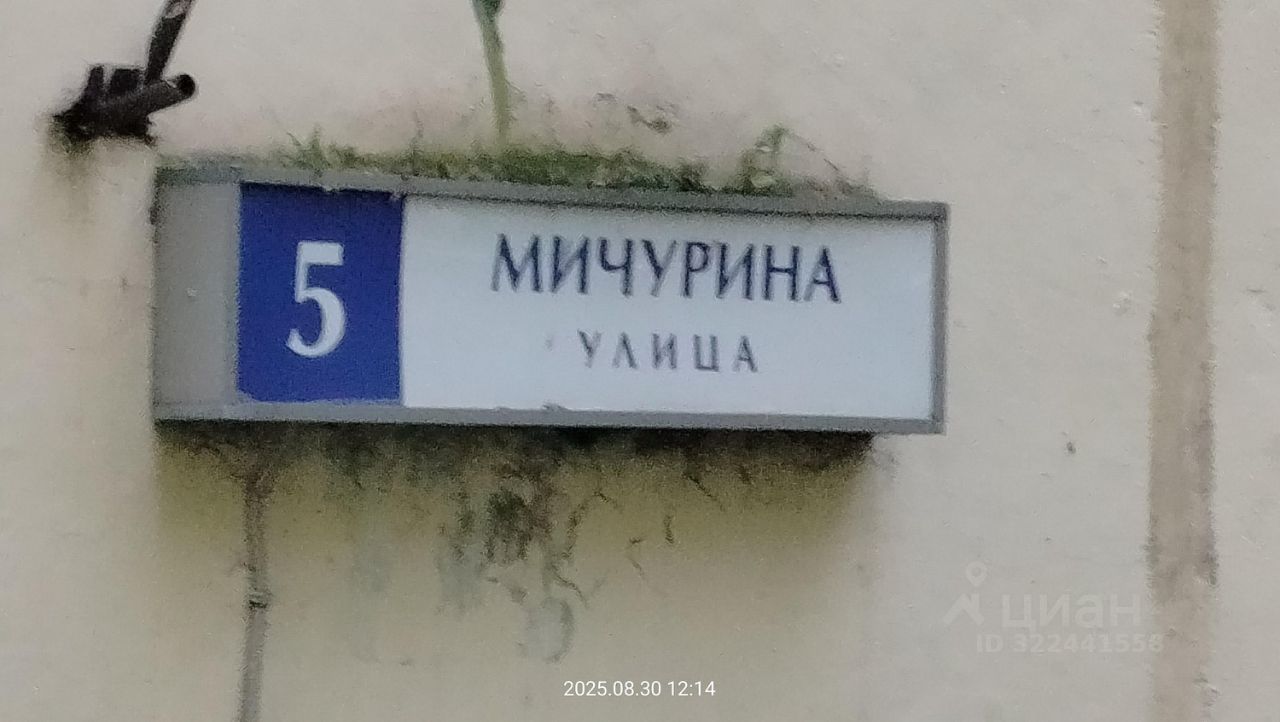 5
МИЧУРИНА
УЛИЦА
циан
ID 322441558
2025.08.30 12:14